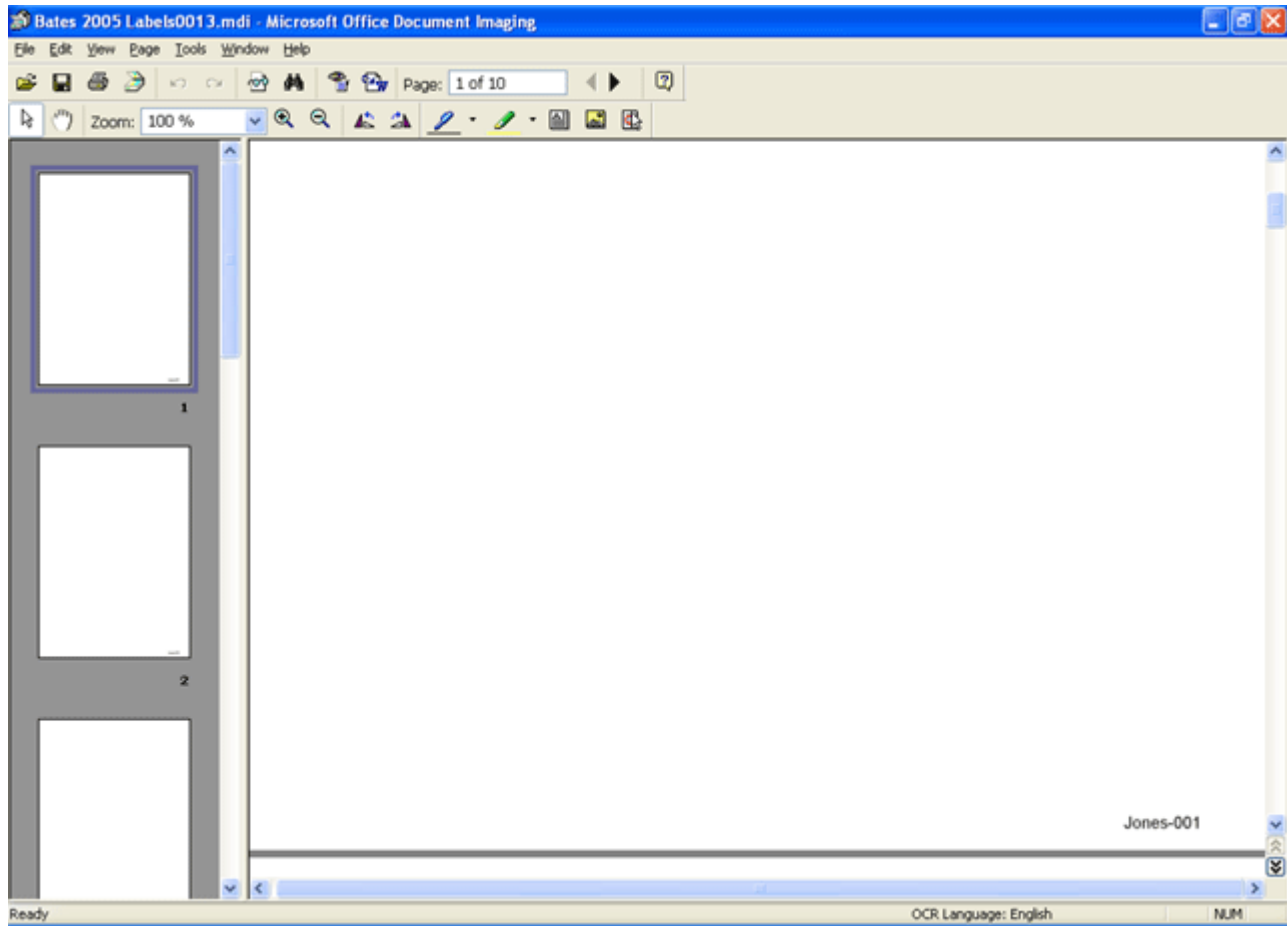 Bates 2005 Labels0013.mdi - Microsoft Office Document Imaging
File Edit View Page Tools Window Help
Page: 1 of 10
Zoom: 100 %
1
2
Jones-001
Ready OCR Language: English NUM